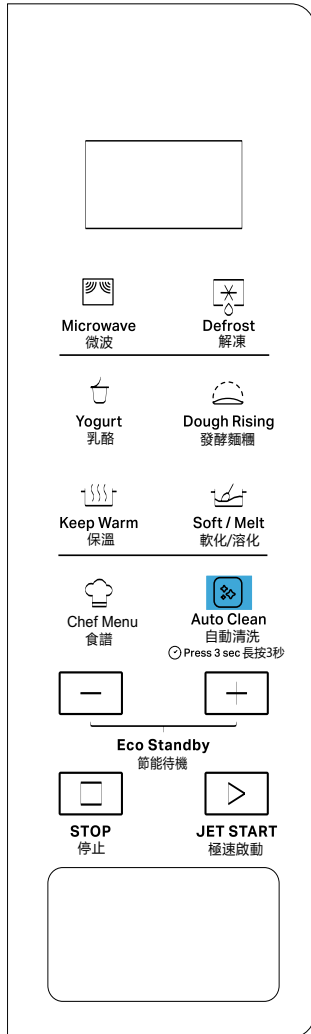 Microwave
微波
Defrost
解凍
Yogurt
乳酪
Dough Rising
發酵麵糰
Keep Warm
保溫
Soft / Melt
軟化/溶化
Chef Menu
食譜
Auto Clean
自動清洗
Press 3 sec 長按3秒
Eco Standby
節能待機
STOP
停止
JET START
極速啟動